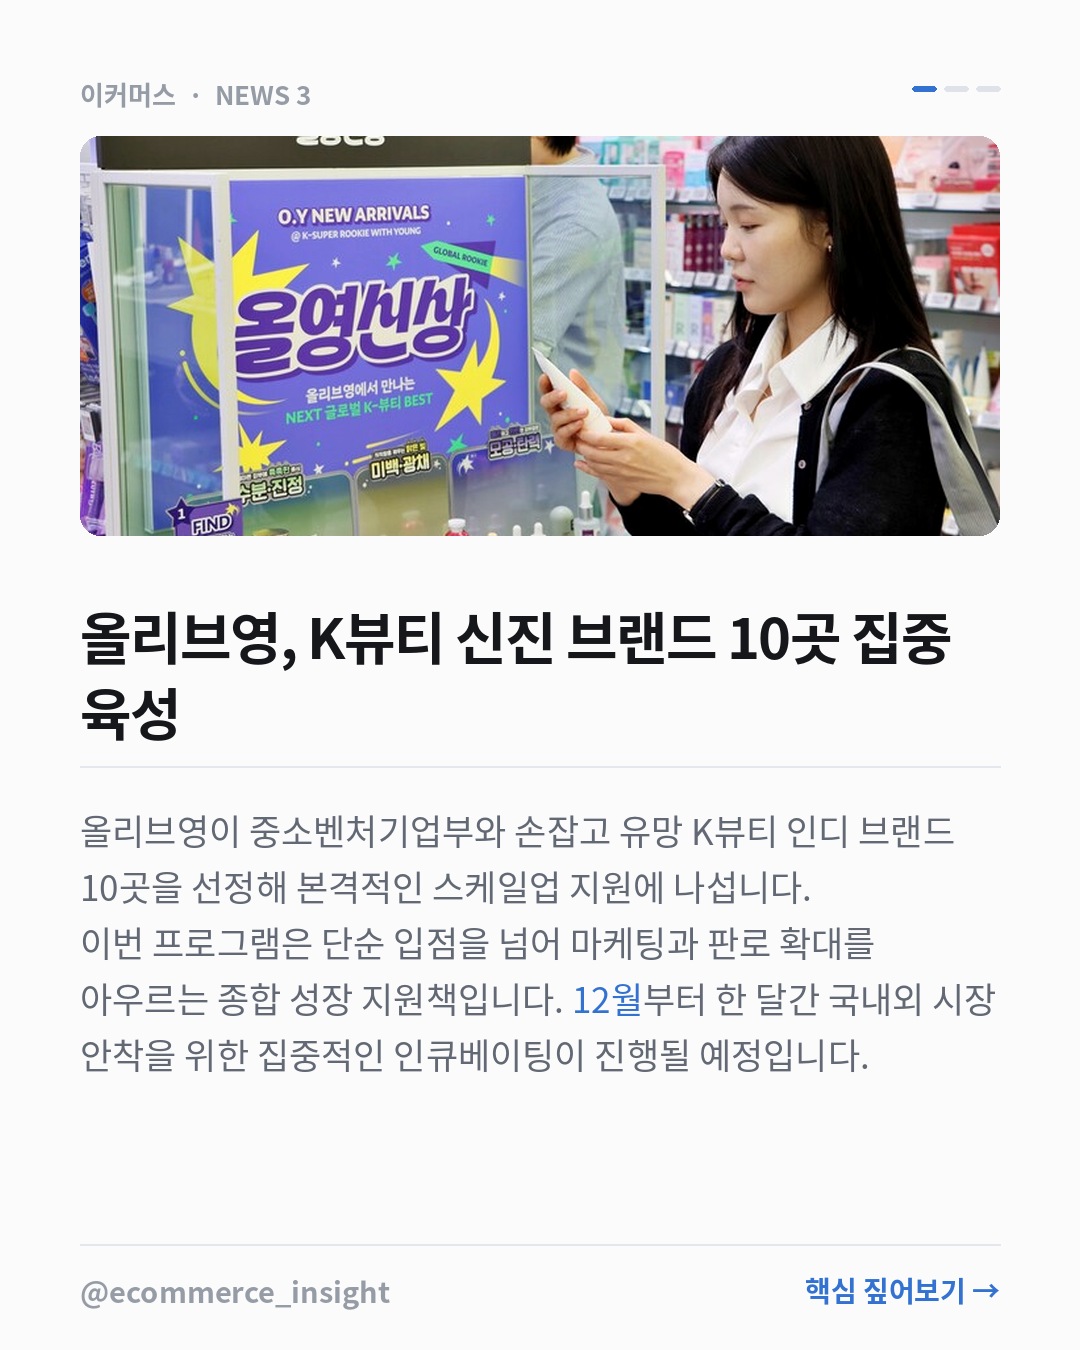 이커머스 · NEWS 3
O.Y NEW ARRIVALS
@ K-SUPER ROOKIE WITH YOUNG
GLOBAL ROOKIE
올영신상
올리브영에서 만나는
NEXT 글로벌 K-뷰티 BEST
수분·진정
미백·광채
모공·탄력
1
FIND
올리브영, K뷰티 신진 브랜드 10곳 집중
육성
올리브영이 중소벤처기업부와 손잡고 유망 K뷰티 인디 브랜드
10곳을 선정해 본격적인 스케일업 지원에 나섭니다.
이번 프로그램은 단순 입점을 넘어 마케팅과 판로 확대를
아우르는 종합 성장 지원책입니다. 12월부터 한 달간 국내외 시장
안착을 위한 집중적인 인큐베이팅이 진행될 예정입니다.
@ecommerce_insight
핵심 짚어보기 →